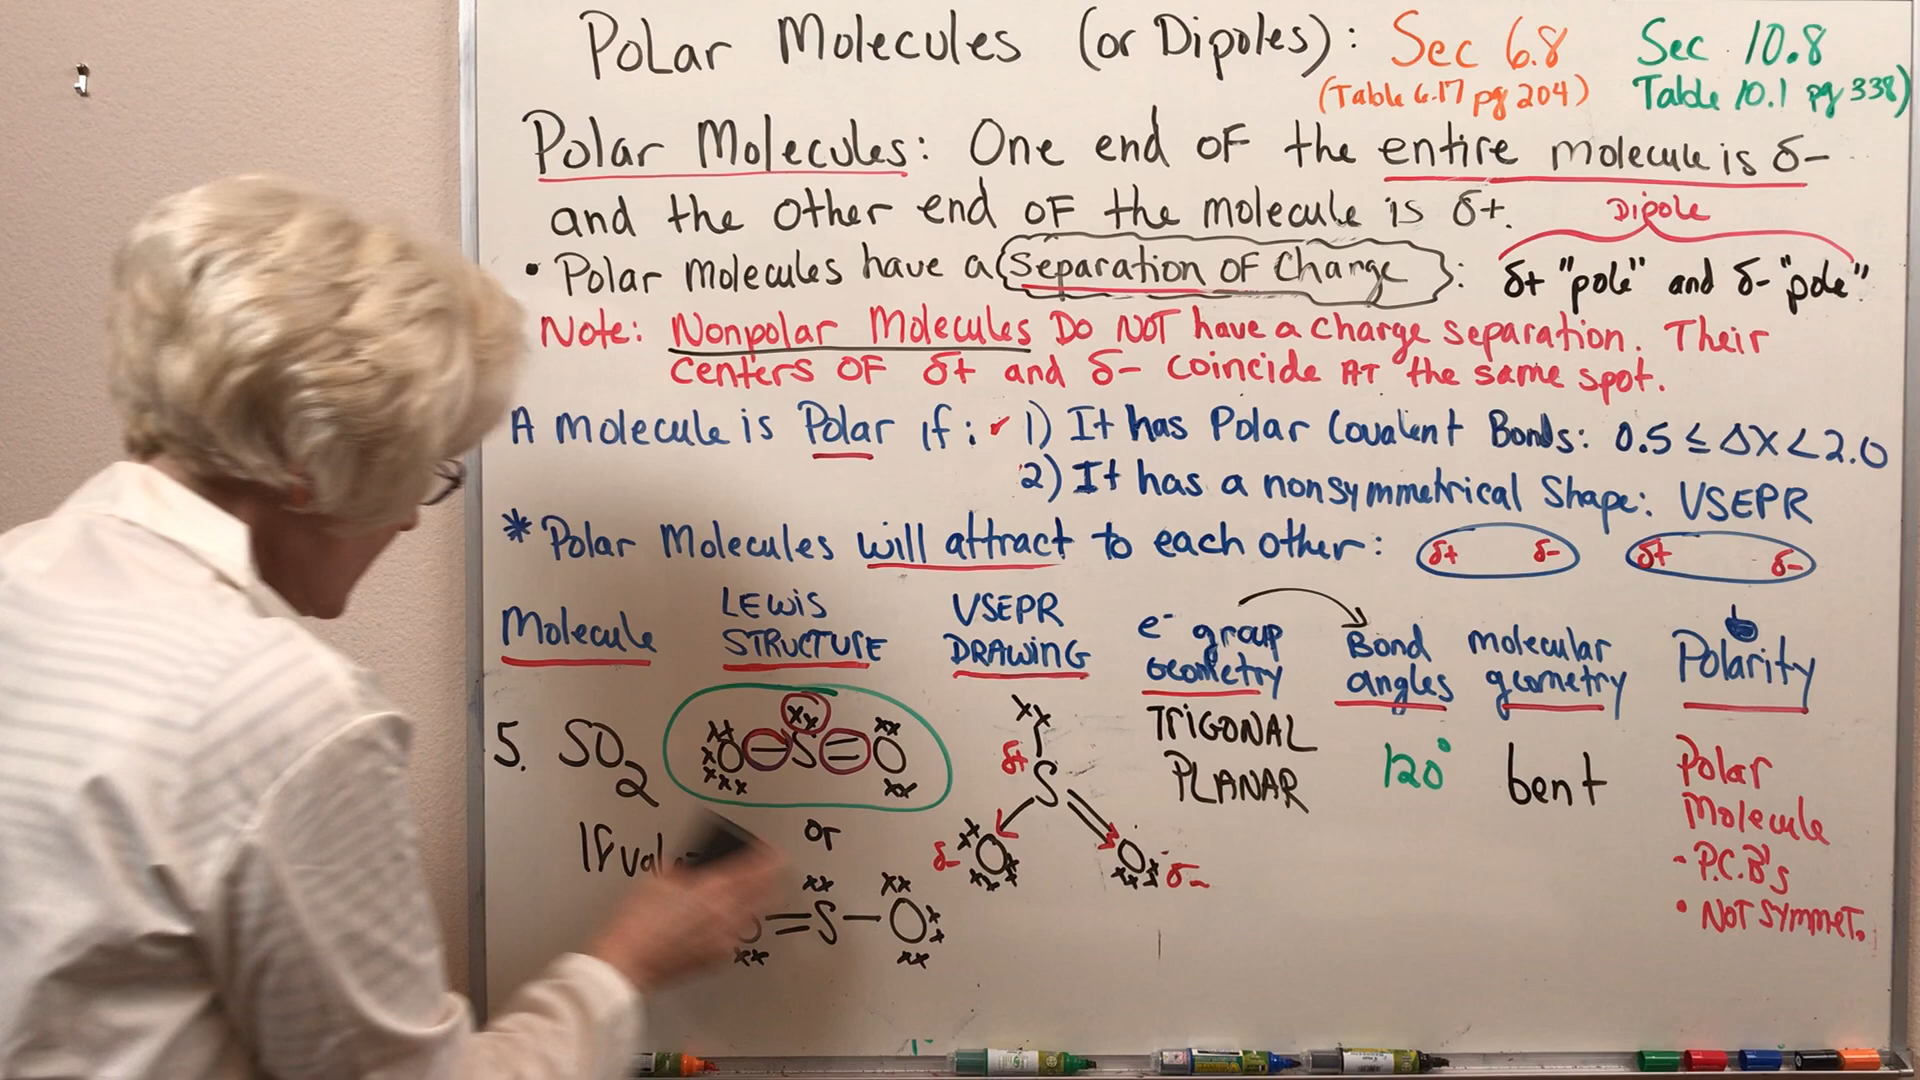 Polar Molecules (or Dipoles): Sec 6.8 Sec 10.8
(Table 6.17 pg 204) Table 10.1 pg 338)
Polar Molecules: One end of the entire molecule is δ-
and the other end of the molecule is δ+.
Dipole
• Polar molecules have a Separation of Charge: δ+ "pole" and δ- "pole".
Note: Nonpolar Molecules Do NOT have a charge separation. Their
centers of δ+ and δ- coincide AT the same spot.
A molecule is Polar if: ✓ 1) It has Polar Covalent Bonds: 0.5 ≤ ΔX < 2.0
2) It has a nonsymmetrical Shape: VSEPR
* Polar Molecules will attract to each other: δ+ δ- δ+ δ-
Molecule LEWIS STRUCTURE VSEPR DRAWING e⁻ group Geometry Bond angles molecular geometry Polarity
5. SO₂ O–S=O TRIGONAL PLANAR 120° bent Polar Molecule
xx
δ+ S
δ- O O δ-
- P.C.B's
• NOT Symmet.
or
=S–O